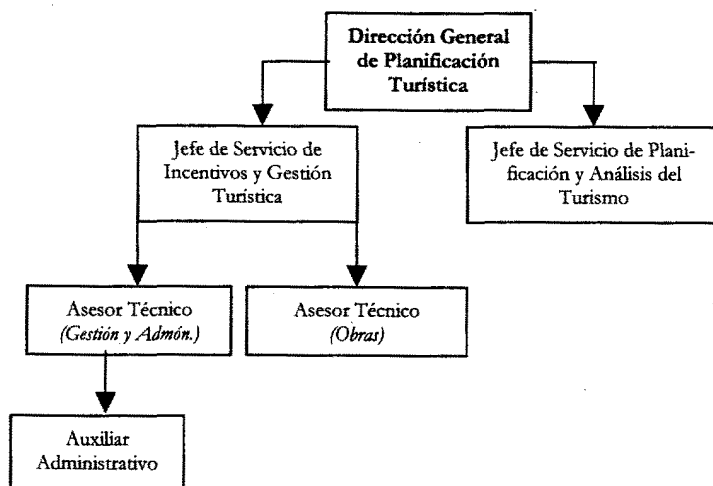 Dirección General
de Planificación
Turística
Jefe de Servicio de
Incentivos y Gestión
Turística
Jefe de Servicio de Plani-
ficación y Análisis del
Turismo
Asesor Técnico
(Gestión y Admón.)
Asesor Técnico
(Obras)
Auxiliar
Administrativo